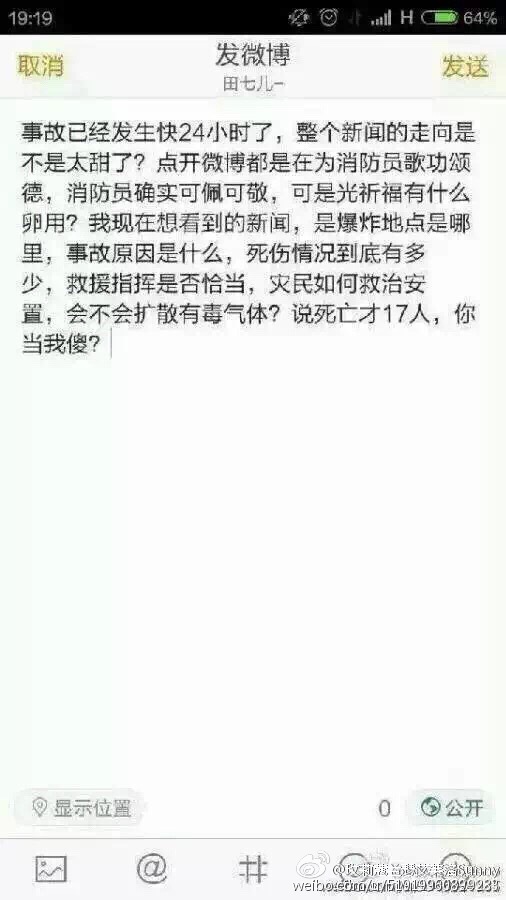 19:19
H
64%
取消
发微博
发送
田七儿一
事故已经发生快24小时了，整个新闻的走向是
不是太甜了？点开微博都是在为消防员歌功颂
德，消防员确实可佩可敬，可是光祈福有什么
卵用？我现在想看到的新闻，是爆炸地点是哪
里，事故原因是什么，死伤情况到底有多
少，救援指挥是否恰当，灾民如何救治安
置，会不会扩散有毒气体？说死亡才17人，你
当我傻？
显示位置
0
公开